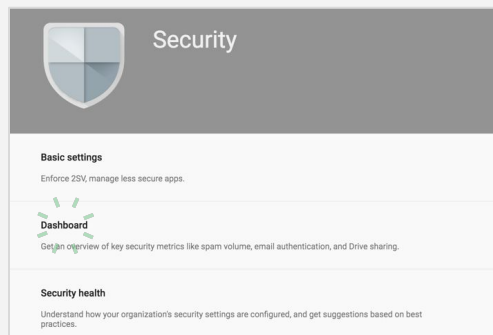 Security
Basic settings
Enforce 2SV, manage less secure apps.
Dashboard
Get an overview of key security metrics like spam volume, email authentication, and Drive sharing.
Security health
Understand how your organization's security settings are configured, and get suggestions based on best
practices.